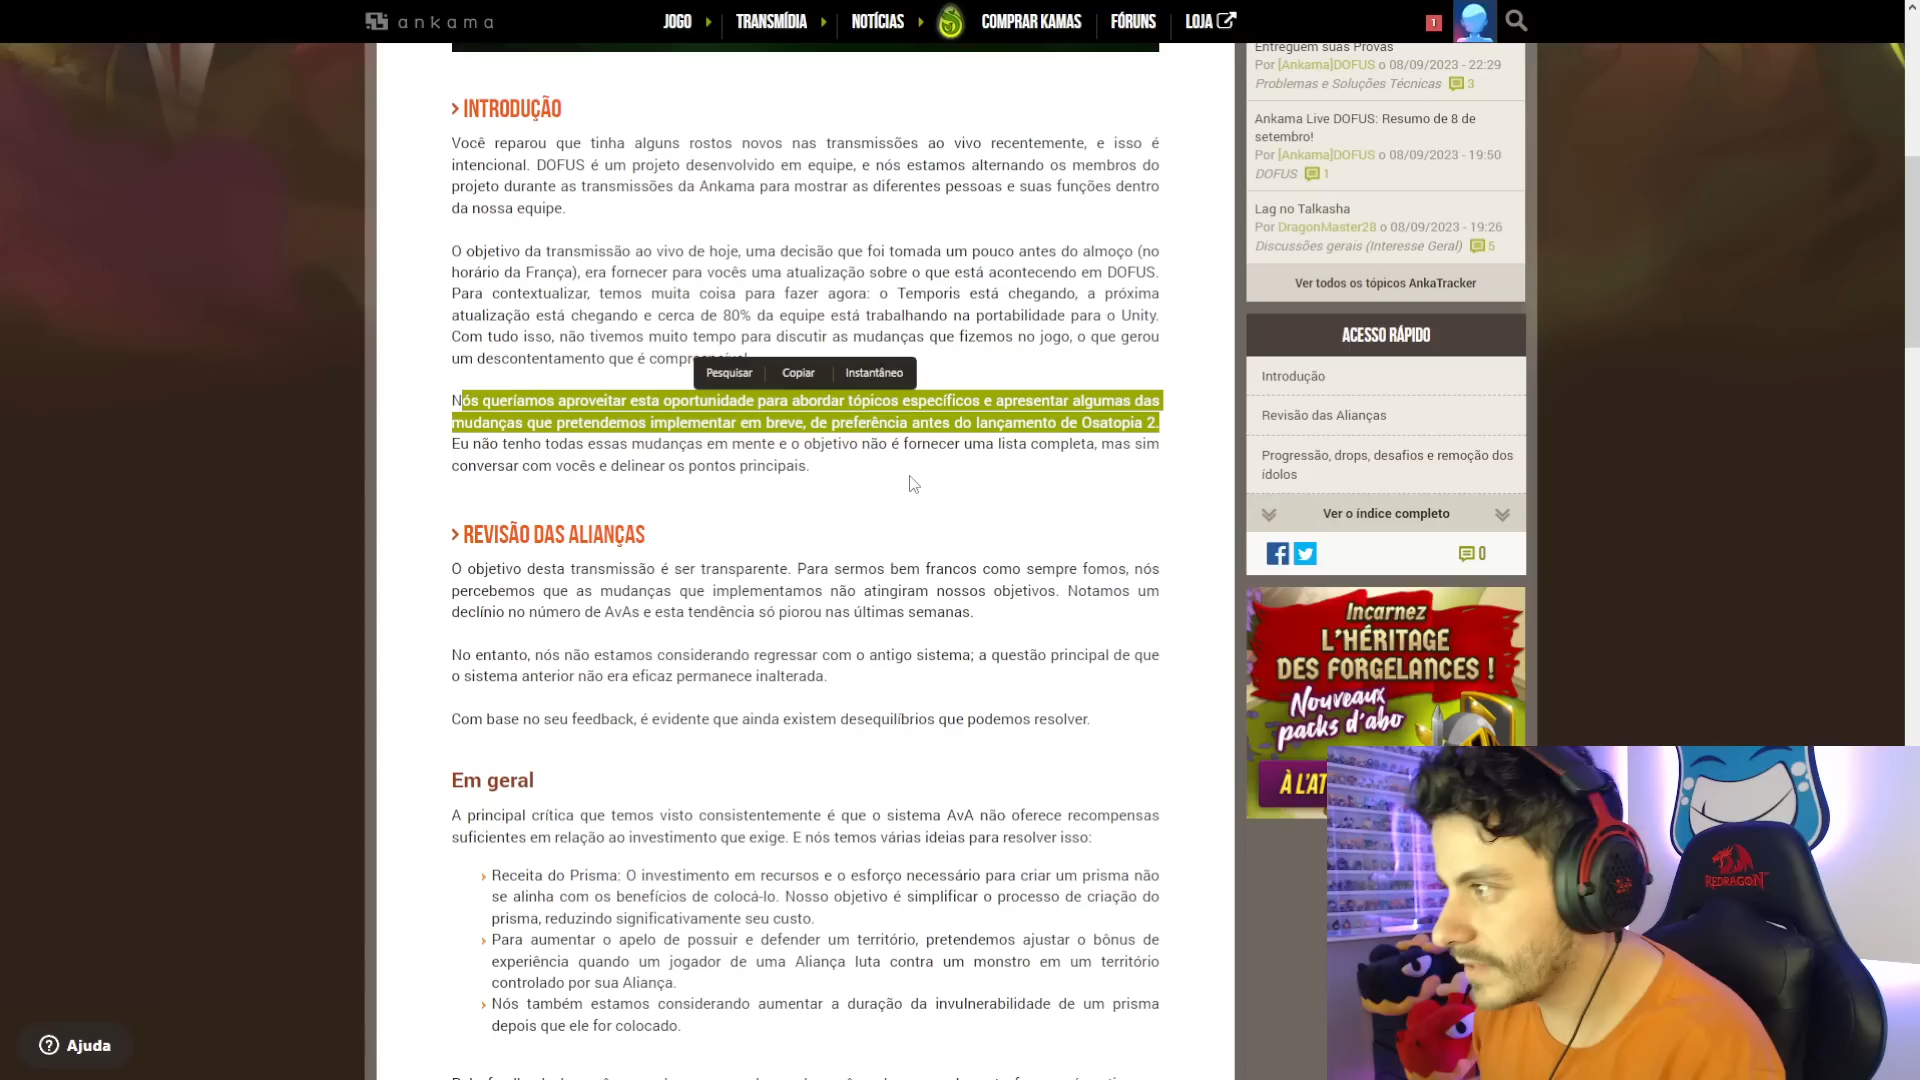 ankama
JOGO
TRANSMÍDIA
NOTÍCIAS
COMPRAR KAMAS
FÓRUNS
LOJA
1
INTRODUÇÃO
Você reparou que tinha alguns rostos novos nas transmissões ao vivo recentemente, e isso é
intencional. DOFUS é um projeto desenvolvido em equipe, e nós estamos alternando os membros do
projeto durante as transmissões da Ankama para mostrar as diferentes pessoas e suas funções dentro
da nossa equipe.
O objetivo da transmissão ao vivo de hoje, uma decisão que foi tomada um pouco antes do almoço (no
horário da França), era fornecer para vocês uma atualização sobre o que está acontecendo em DOFUS.
Para contextualizar, temos muita coisa para fazer agora: o Temporis está chegando, a próxima
atualização está chegando e cerca de 80% da equipe está trabalhando na portabilidade para o Unity.
Com tudo isso, não tivemos muito tempo para discutir as mudanças que fizemos no jogo, o que gerou
um descontentamento que é compreensível.
Pesquisar
Copiar
Instantâneo
Nós queríamos aproveitar esta oportunidade para abordar tópicos específicos e apresentar algumas das
mudanças que pretendemos implementar em breve, de preferência antes do lançamento de Osatopia 2.
Eu não tenho todas essas mudanças em mente e o objetivo não é fornecer uma lista completa, mas sim
conversar com vocês e delinear os pontos principais.
REVISÃO DAS ALIANÇAS
O objetivo desta transmissão é ser transparente. Para sermos bem francos como sempre fomos, nós
percebemos que as mudanças que implementamos não atingiram nossos objetivos. Notamos um
declínio no número de AvAs e esta tendência só piorou nas últimas semanas.
No entanto, nós não estamos considerando regressar com o antigo sistema; a questão principal de que
o sistema anterior não era eficaz permanece inalterada.
Com base no seu feedback, é evidente que ainda existem desequilíbrios que podemos resolver.
Em geral
A principal crítica que temos visto consistentemente é que o sistema AvA não oferece recompensas
suficientes em relação ao investimento que exige. E nós temos várias ideias para resolver isso:
Receita do Prisma: O investimento em recursos e o esforço necessário para criar um prisma não
se alinha com os benefícios de colocá-lo. Nosso objetivo é simplificar o processo de criação do
prisma, reduzindo significativamente seu custo.
Para aumentar o apelo de possuir e defender um território, pretendemos ajustar o bônus de
experiência quando um jogador de uma Aliança luta contra um monstro em um território
controlado por sua Aliança.
Nós também estamos considerando aumentar a duração da invulnerabilidade de um prisma
depois que ele for colocado.
Entreguem suas Provas
Por [Ankama]DOFUS o 08/09/2023 - 22:29
Problemas e Soluções Técnicas 3
Ankama Live DOFUS: Resumo de 8 de
setembro!
Por [Ankama]DOFUS o 08/09/2023 - 19:50
DOFUS 1
Lag no Talkasha
Por DragonMaster28 o 08/09/2023 - 19:26
Discussões gerais (Interesse Geral) 5
Ver todos os tópicos AnkaTracker
ACESSO RÁPIDO
Introdução
Revisão das Alianças
Progressão, drops, desafios e remoção dos
ídolos
Ver o índice completo
0
Incarnez
L'HÉRITAGE
DES FORGELANCES !
Nouveaux
packs d'abo
À L'AT
REDRAGON
Ajuda